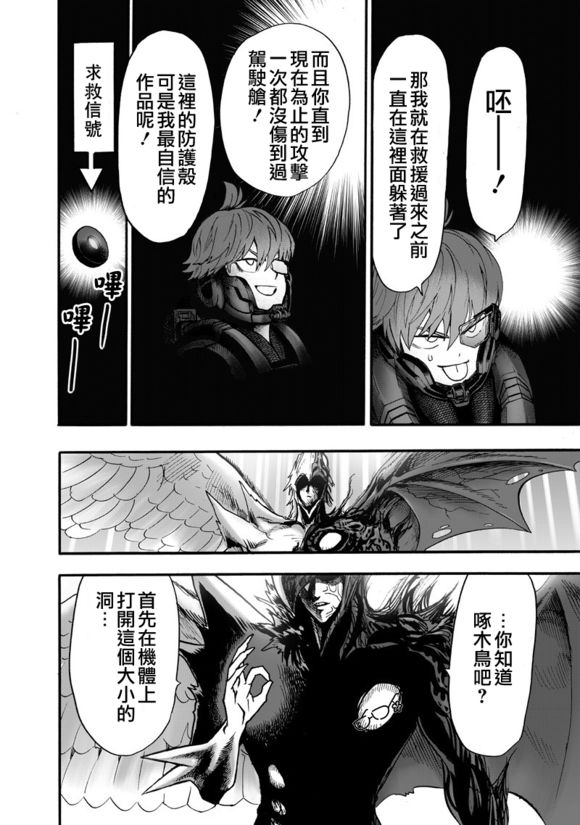 呸——！
那我就在救援過來之前
一直在這裡面躲著了
而且你直到
現在為止的攻擊
一次都沒傷到過
駕駛艙！
這裡的防護殼
可是我最自信的
作品呢！
求救信號
嗶——
嗶——
…你知道
啄木鳥吧？
首先在機體上
打開這個大小的
洞…